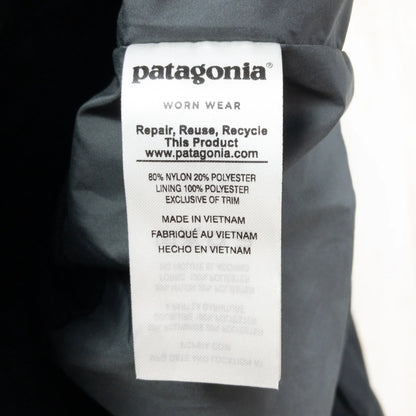 patagonia®
WORN WEAR
Repair, Reuse, Recycle
This Product
www.patagonia.com
80% NYLON 20% POLYESTER
LINING 100% POLYESTER
EXCLUSIVE OF TRIM
MADE IN VIETNAM
FABRIQUÉ AU VIETNAM
HECHO EN VIETNAM